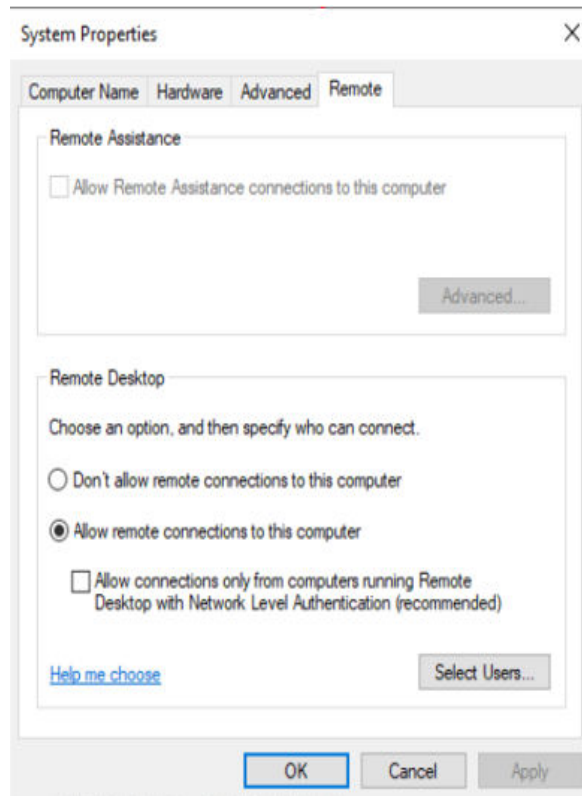 System Properties
Computer Name Hardware Advanced Remote
Remote Assistance
Allow Remote Assistance connections to this computer
Advanced...
Remote Desktop
Choose an option, and then specify who can connect.
Don't allow remote connections to this computer
Allow remote connections to this computer
Allow connections only from computers running Remote
Desktop with Network Level Authentication (recommended)
Help me choose
Select Users...
OK Cancel Apply